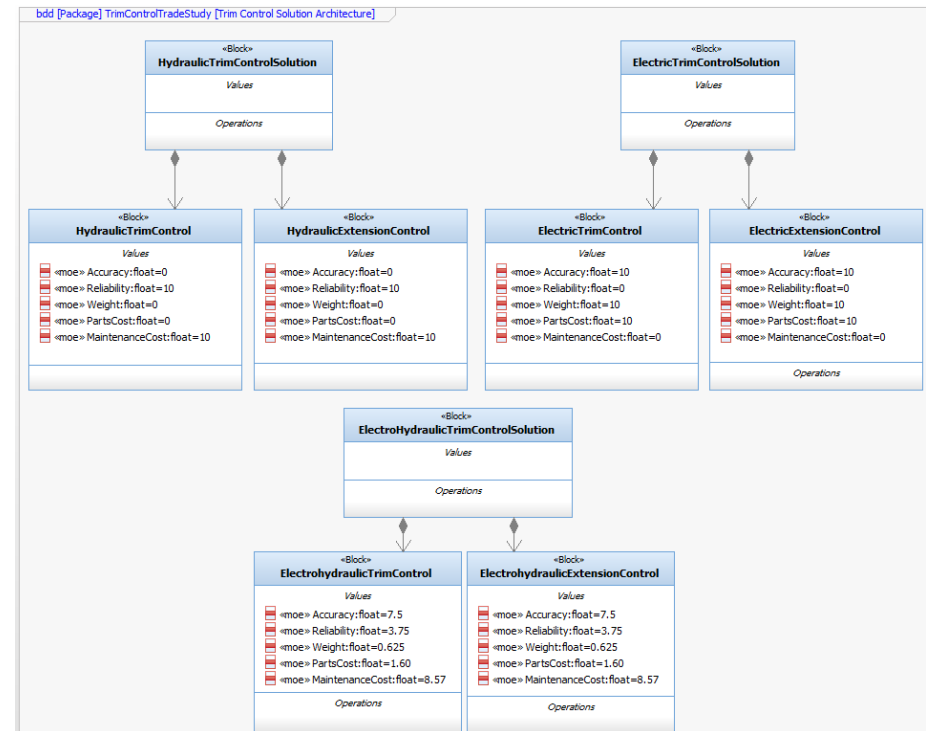 bdd [Package] TrimControlTradeStudy [Trim Control Solution Architecture]
«Block»
HydraulicTrimControlSolution
Values
Operations
«Block»
ElectricTrimControlSolution
Values
Operations
«Block»
HydraulicTrimControl
Values
«moe» Accuracy:float=0
«moe» Reliability:float=10
«moe» Weight:float=0
«moe» PartsCost:float=0
«moe» MaintenanceCost:float=10
«Block»
HydraulicExtensionControl
Values
«moe» Accuracy:float=0
«moe» Reliability:float=10
«moe» Weight:float=0
«moe» PartsCost:float=0
«moe» MaintenanceCost:float=10
«Block»
ElectricTrimControl
Values
«moe» Accuracy:float=10
«moe» Reliability:float=0
«moe» Weight:float=10
«moe» PartsCost:float=10
«moe» MaintenanceCost:float=0
«Block»
ElectricExtensionControl
Values
«moe» Accuracy:float=10
«moe» Reliability:float=0
«moe» Weight:float=10
«moe» PartsCost:float=10
«moe» MaintenanceCost:float=0
Operations
«Block»
ElectroHydraulicTrimControlSolution
Values
Operations
«Block»
ElectrohydraulicTrimControl
Values
«moe» Accuracy:float=7.5
«moe» Reliability:float=3.75
«moe» Weight:float=0.625
«moe» PartsCost:float=1.60
«moe» MaintenanceCost:float=8.57
Operations
«Block»
ElectrohydraulicExtensionControl
Values
«moe» Accuracy:float=7.5
«moe» Reliability:float=3.75
«moe» Weight:float=0.625
«moe» PartsCost:float=1.60
«moe» MaintenanceCost:float=8.57
Operations